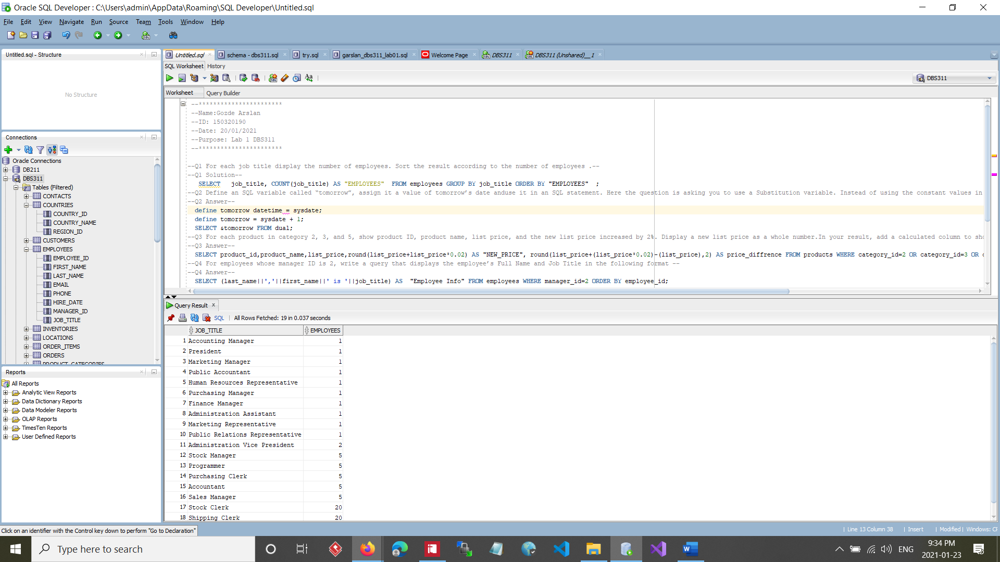 Oracle SQL Developer : C:\Users\admin\AppData\Roaming\SQL Developer\Untitled.sql
File Edit View Navigate Run Source Team Tools Window Help
Untitled.sql - Structure
No Structure
Connections
Oracle Connections
DB211
DBS311
Tables (Filtered)
CONTACTS
COUNTRIES
COUNTRY_ID
COUNTRY_NAME
REGION_ID
CUSTOMERS
EMPLOYEES
EMPLOYEE_ID
FIRST_NAME
LAST_NAME
EMAIL
PHONE
HIRE_DATE
MANAGER_ID
JOB_TITLE
INVENTORIES
LOCATIONS
ORDER_ITEMS
ORDERS
PRODUCT_CATEGORIES
Reports
All Reports
Analytic View Reports
Data Dictionary Reports
Data Modeler Reports
OLAP Reports
TimesTen Reports
User Defined Reports
Untitled.sql schema - dbs311.sql try.sql garslan_dbs311_lab01.sql Welcome Page DBS311 DBS311 (Unshared)__1
SQL Worksheet History
DBS311
Worksheet Query Builder
--***********************
--Name:Gozde Arslan
--ID: 150320190
--Date: 20/01/2021
--Purpose: Lab 1 DBS311
--***********************
--Q1 For each job title display the number of employees. Sort the result according to the number of employees .--
--Q1 Solution--
SELECT   job_title, COUNT(job_title) AS "EMPLOYEES"  FROM employees GROUP BY job_title ORDER BY "EMPLOYEES"  ;
--Q2 Define an SQL variable called “tomorrow”, assign it a value of tomorrow’s date anduse it in an SQL statement. Here the question is asking you to use a Substitution variable. Instead of using the constant values in
--Q2 Answer--
define tomorrow datetime = sysdate;
define tomorrow = sysdate + 1;
SELECT &tomorrow FROM dual;
--Q3 For each product in category 2, 3, and 5, show product ID, product name, list price, and the new list price increased by 2%. Display a new list price as a whole number.In your result, add a calculated column to sho
--Q3 Answer--
SELECT product_id,product_name,list_price,round(list_price+list_price*0.02) AS "NEW_PRICE", round(list_price+(list_price*0.02)-(list_price),2) AS price_diffrence FROM products WHERE category_id=2 OR category_id=3 OR c
--Q4 For employees whose manager ID is 2, write a query that displays the employee’s Full Name and Job Title in the following format --
--Q4 Answer--
SELECT (last_name||','||first_name||' is '||job_title) AS  "Employee Info" FROM employees WHERE manager_id=2 ORDER BY employee_id;
Query Result
SQL | All Rows Fetched: 19 in 0.037 seconds
JOB_TITLE EMPLOYEES
1 Accounting Manager 1
2 President 1
3 Marketing Manager 1
4 Public Accountant 1
5 Human Resources Representative 1
6 Purchasing Manager 1
7 Finance Manager 1
8 Administration Assistant 1
9 Marketing Representative 1
10 Public Relations Representative 1
11 Administration Vice President 2
12 Stock Manager 5
13 Programmer 5
14 Purchasing Clerk 5
15 Accountant 5
16 Sales Manager 5
17 Stock Clerk 20
18 Shipping Clerk 20
Click on an identifier with the Control key down to perform "Go to Declaration"
| Line 13 Column 38 | Insert | Modified | Windows: CF
Type here to search
ENG
9:34 PM
2021-01-23